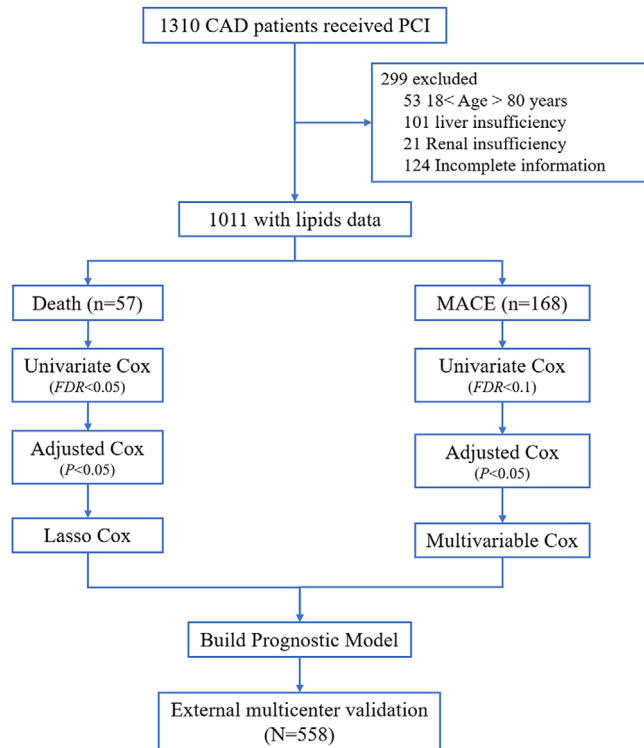 1310 CAD patients received PCI
299 excluded
53 18< Age > 80 years
101 liver insufficiency
21 Renal insufficiency
124 Incomplete information
1011 with lipids data
Death (n=57)
MACE (n=168)
Univariate Cox
(FDR<0.05)
Univariate Cox
(FDR<0.1)
Adjusted Cox
(P<0.05)
Adjusted Cox
(P<0.05)
Lasso Cox
Multivariable Cox
Build Prognostic Model
External multicenter validation
(N=558)